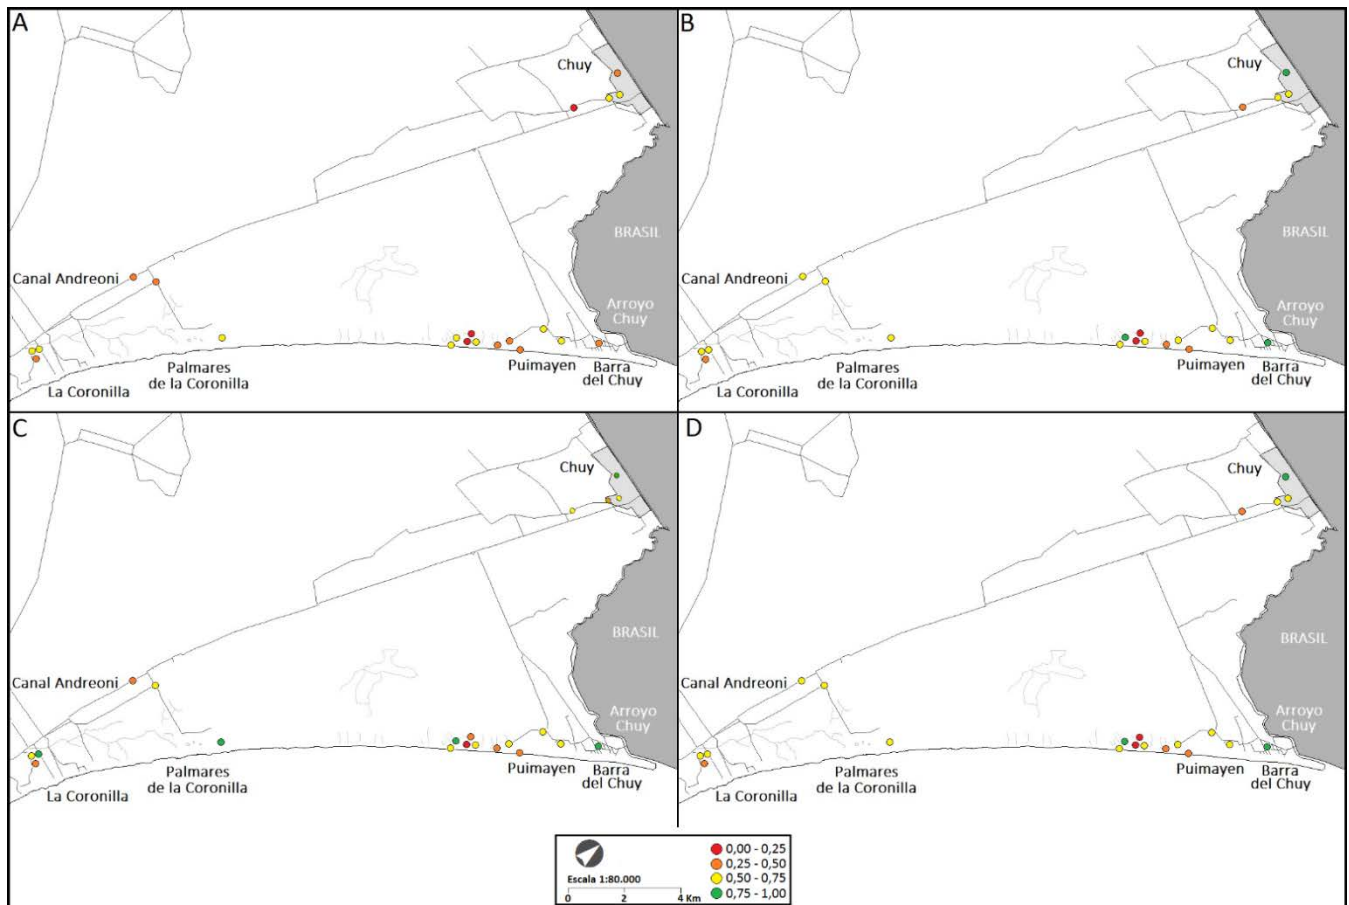 A
Chuy
BRASIL
Arroyo
Chuy
Canal Andreoni
Palmares
de la Coronilla
La Coronilla
Puimayen
Barra
del Chuy
B
Chuy
BRASIL
Arroyo
Chuy
Canal Andreoni
Palmares
de la Coronilla
La Coronilla
Puimayen
Barra
del Chuy
C
Chuy
BRASIL
Arroyo
Chuy
Canal Andreoni
Palmares
de la Coronilla
La Coronilla
Puimayen
Barra
del Chuy
D
Chuy
BRASIL
Arroyo
Chuy
Canal Andreoni
Palmares
de la Coronilla
La Coronilla
Puimayen
Barra
del Chuy
Escala 1:80.000
0 2 4 Km
0,00 - 0,25
0,25 - 0,50
0,50 - 0,75
0,75 - 1,00